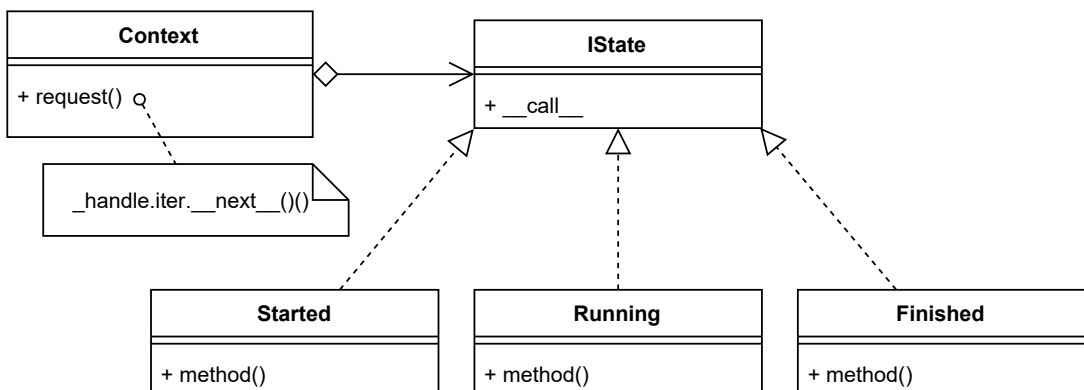 Context
+ request()
_handle.iter.__next__()()
IState
+ __call__
Started
+ method()
Running
+ method()
Finished
+ method()